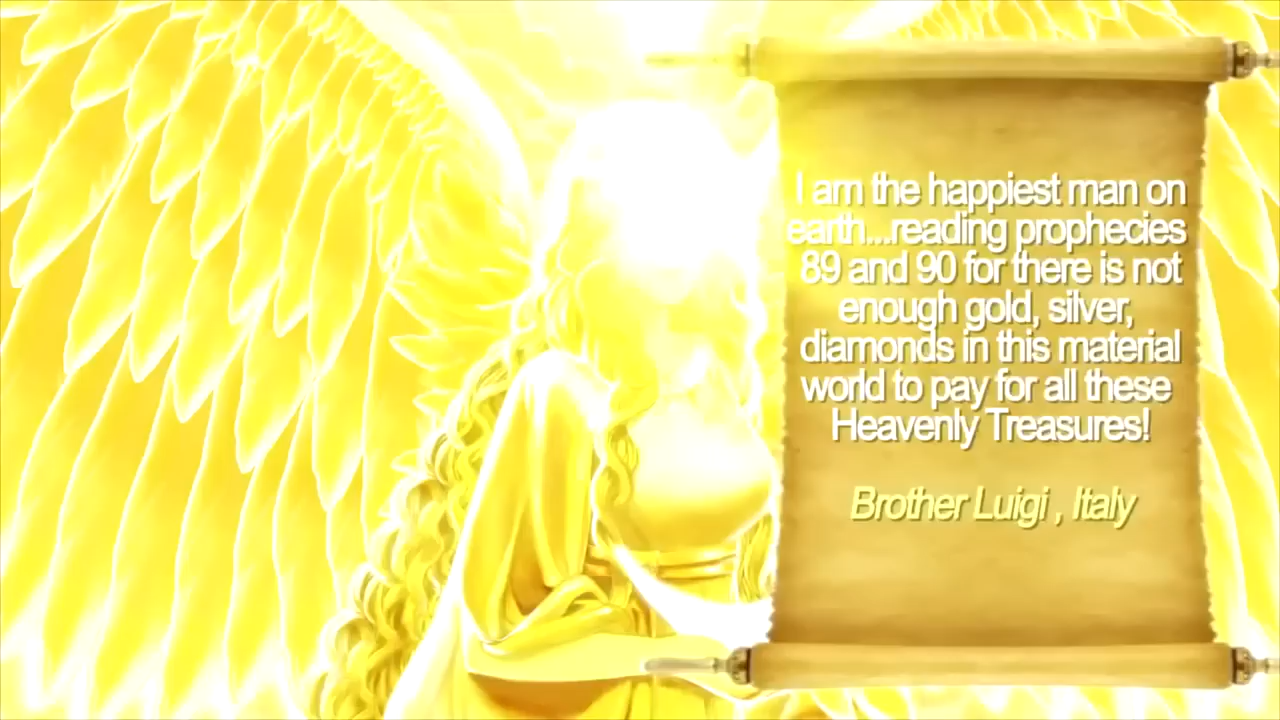 I am the happiest man on
earth...reading prophecies
89 and 90 for there is not
enough gold, silver,
diamonds in this material
world to pay for all these
Heavenly Treasures!
Brother Luigi , Italy